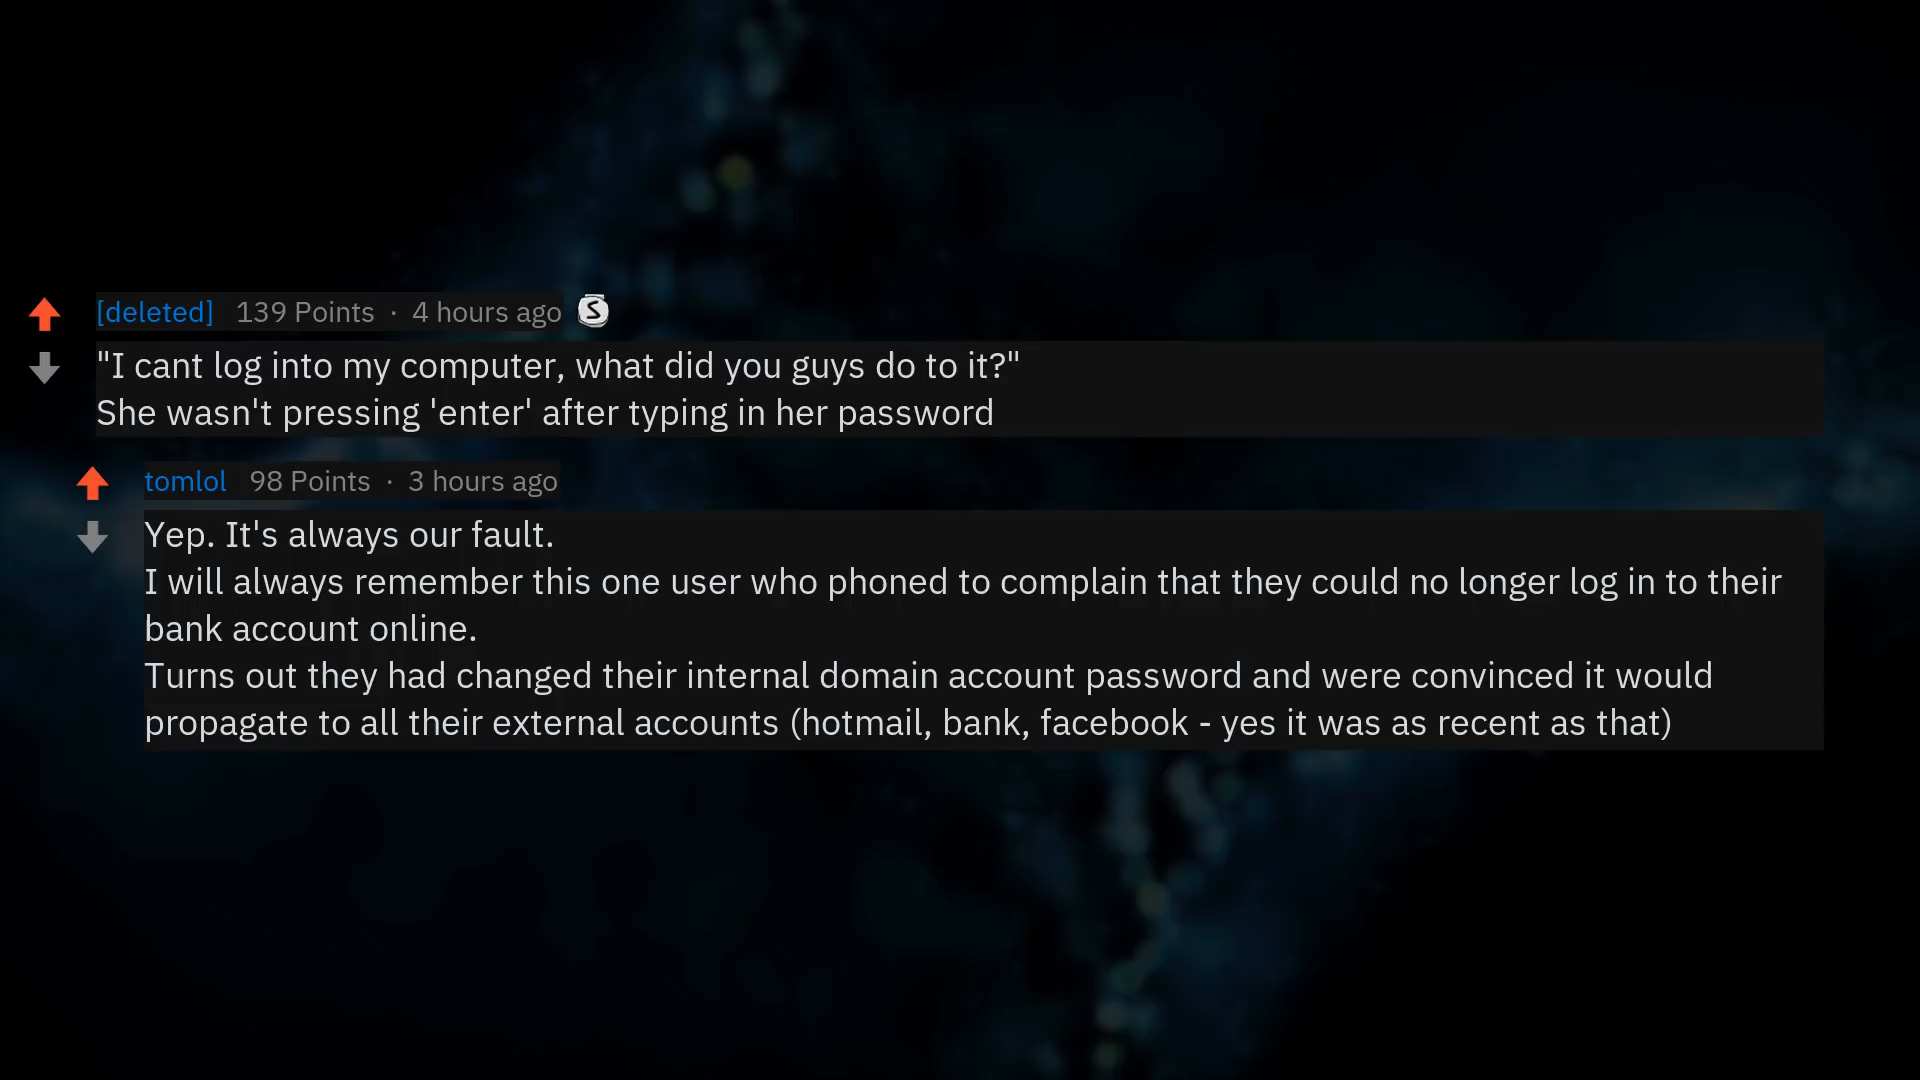 [deleted] 139 Points · 4 hours ago S
"I cant log into my computer, what did you guys do to it?"
She wasn't pressing 'enter' after typing in her password
tomlol 98 Points · 3 hours ago
Yep. It's always our fault.
I will always remember this one user who phoned to complain that they could no longer log in to their
bank account online.
Turns out they had changed their internal domain account password and were convinced it would
propagate to all their external accounts (hotmail, bank, facebook - yes it was as recent as that)